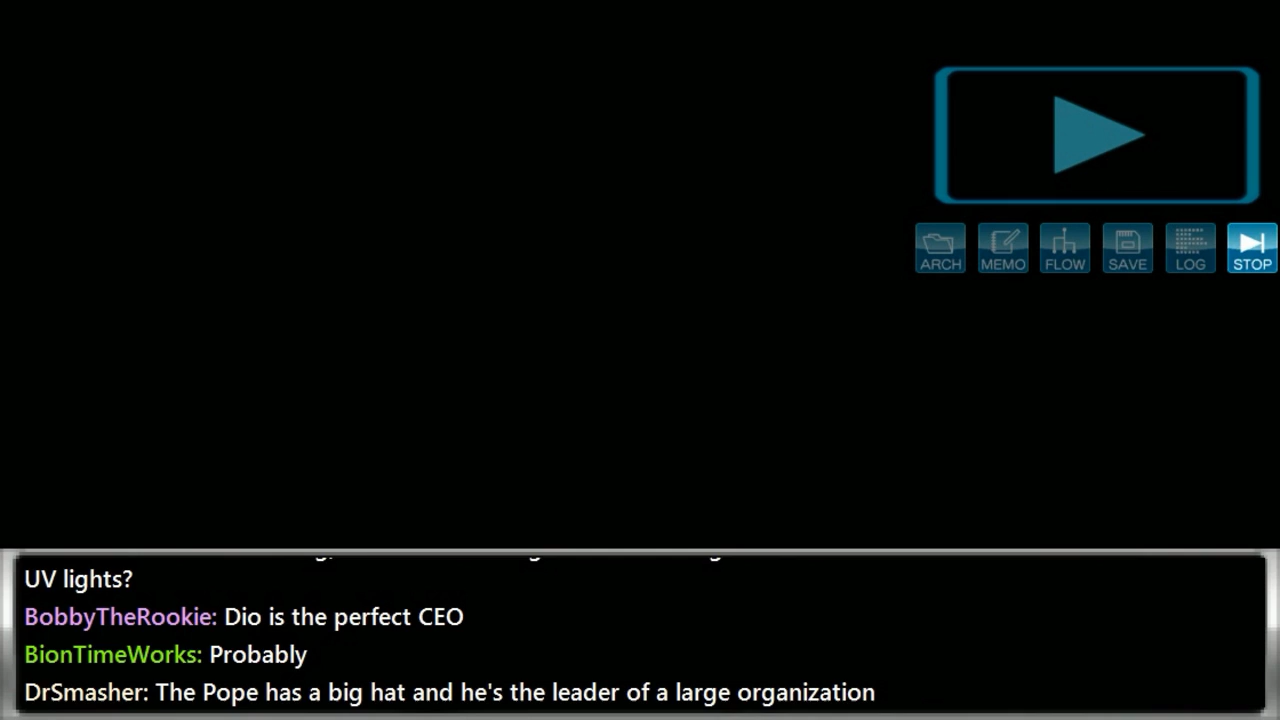 ARCH MEMO FLOW SAVE LOG STOP
UV lights?
BobbyTheRookie: Dio is the perfect CEO
BionTimeWorks: Probably
DrSmasher: The Pope has a big hat and he's the leader of a large organization